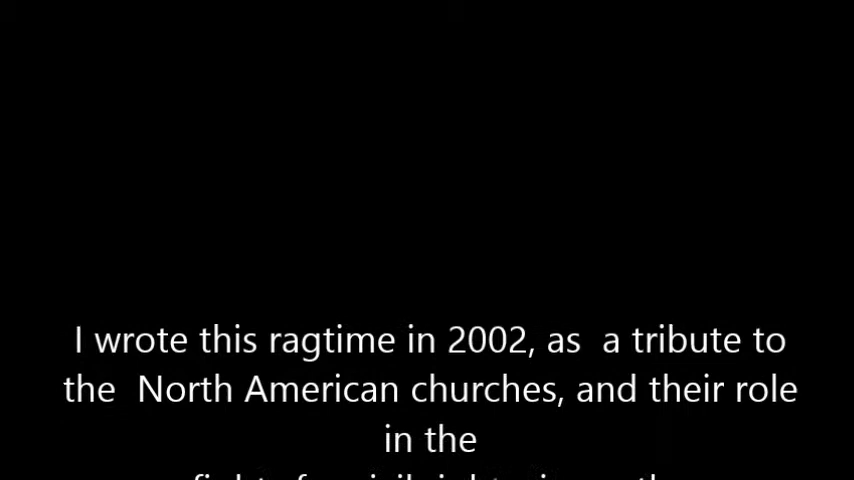 I wrote this ragtime in 2002, as  a tribute to
the  North American churches, and their role
in the